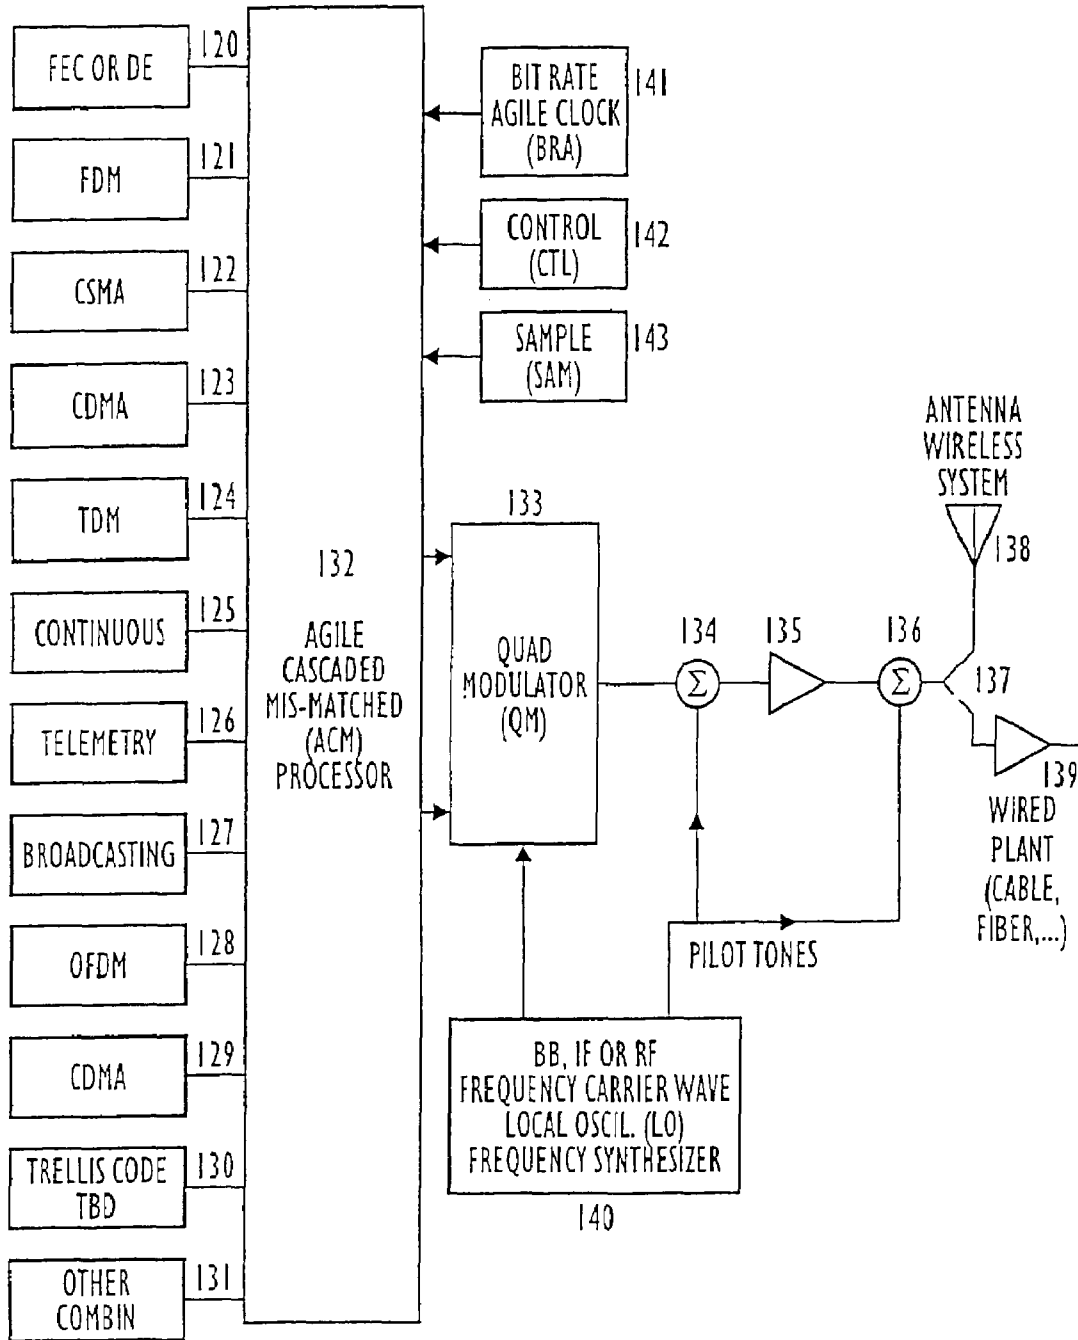 FEC OR DE
120
FDM
121
CSMA
122
CDMA
123
TDM
124
CONTINUOUS
125
TELEMETRY
126
BROADCASTING
127
OFDM
128
CDMA
129
TRELLIS CODE
TBD
130
OTHER
COMBIN
131
132
AGILE
CASCADED
MIS-MATCHED
(ACM)
PROCESSOR
BIT RATE
AGILE CLOCK
(BRA)
141
CONTROL
(CTL)
142
SAMPLE
(SAM)
143
133
QUAD
MODULATOR
(QM)
134
Σ
135
136
Σ
137
ANTENNA
WIRELESS
SYSTEM
138
139
WIRED
PLANT
(CABLE,
FIBER,...)
PILOT TONES
BB, IF OR RF
FREQUENCY CARRIER WAVE
LOCAL OSCIL. (LO)
FREQUENCY SYNTHESIZER
140